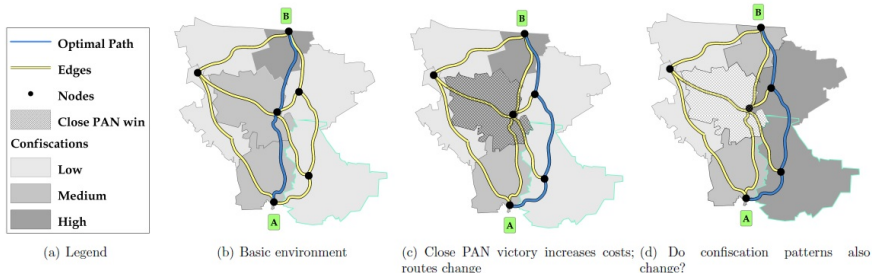 B
B
B
Optimal Path
Edges
Nodes
Close PAN win
Confiscations
Low
Medium
High
A
A
A
(a) Legend
(b) Basic environment
(c) Close PAN victory increases costs;
routes change
(d) Do confiscation patterns also
change?